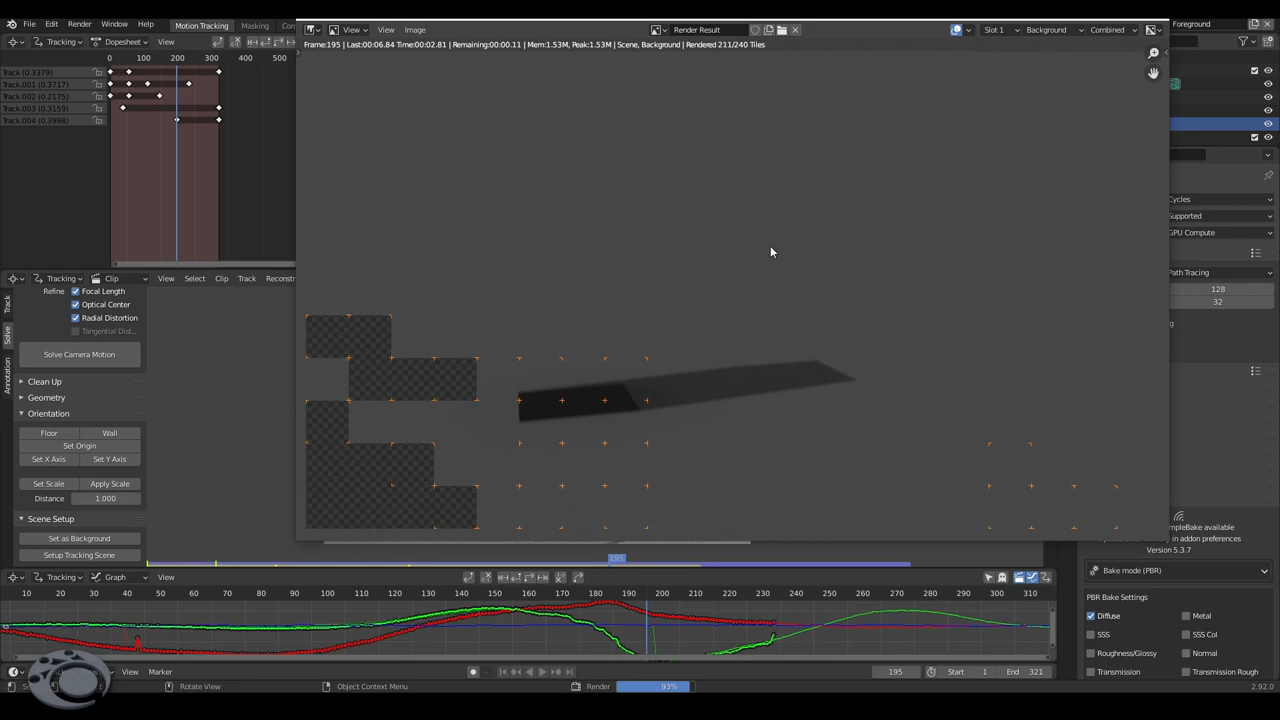 File Edit Render Window Help Motion Tracking Masking Foreground
Tracking Dopesheet View
0 100 200 300 400 500
Track (0.3379)
Track.001 (0.3717)
Track.002 (0.2175)
Track.003 (0.3159)
Track.004 (0.3998)
View View Image Render Result Slot 1 Background Combined
Frame:195 | Last:00:06.84 Time:00:02.81 | Remaining:00:00.11 | Mem:1.53M, Peak:1.53M | Scene, Background | Rendered 211/240 Tiles
Cycles
Supported
GPU Compute
Path Tracing
128
32
Tracking Clip View Select Clip Track
Track
Solve
Annotation
Refine Focal Length
Optical Center
Radial Distortion
Tangential Dist...
Solve Camera Motion
Clean Up
Geometry
Orientation
Floor Wall
Set Origin
Set X Axis Set Y Axis
Set Scale Apply Scale
Distance 1.000
Scene Setup
Set as Background
Setup Tracking Scene
195
available
in addon preferences
Version 5.3.7
Bake mode (PBR)
PBR Bake Settings
Diffuse Metal
SSS SSS Col
Roughness/Glossy Normal
Transmission Transmission Rough
Tracking Graph View
10 20 30 40 50 60 70 80 90 100 110 120 130 140 150 160 170 180 190 200 210 220 230 240 250 260 270 280 290 300 310
View Marker 195 Start 1 End 321
Rotate View Object Context Menu Render 93% 2.92.0